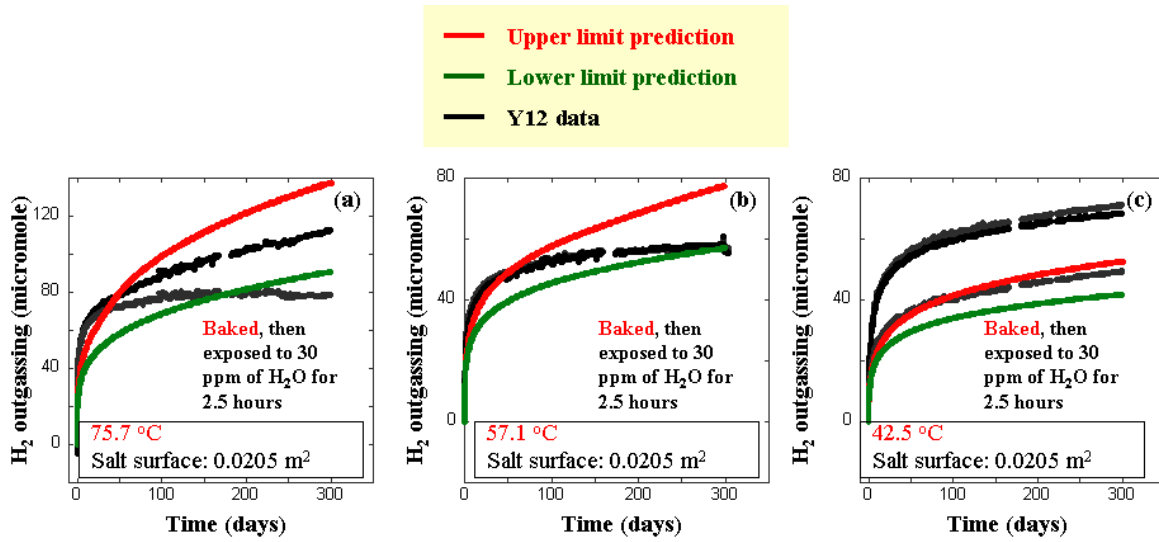 Upper limit prediction
Lower limit prediction
Y12 data
H₂ outgassing (micromole)
120
80
40
0
(a)
Baked, then
exposed to 30
ppm of H₂O for
2.5 hours
75.7 °C
Salt surface: 0.0205 m²
0
100
200
300
Time (days)
H₂ outgassing (micromole)
80
40
0
(b)
Baked, then
exposed to 30
ppm of H₂O for
2.5 hours
57.1 °C
Salt surface: 0.0205 m²
0
100
200
300
Time (days)
H₂ outgassing (micromole)
80
40
0
(c)
Baked, then
exposed to 30
ppm of H₂O for
2.5 hours
42.5 °C
Salt surface: 0.0205 m²
0
100
200
300
Time (days)